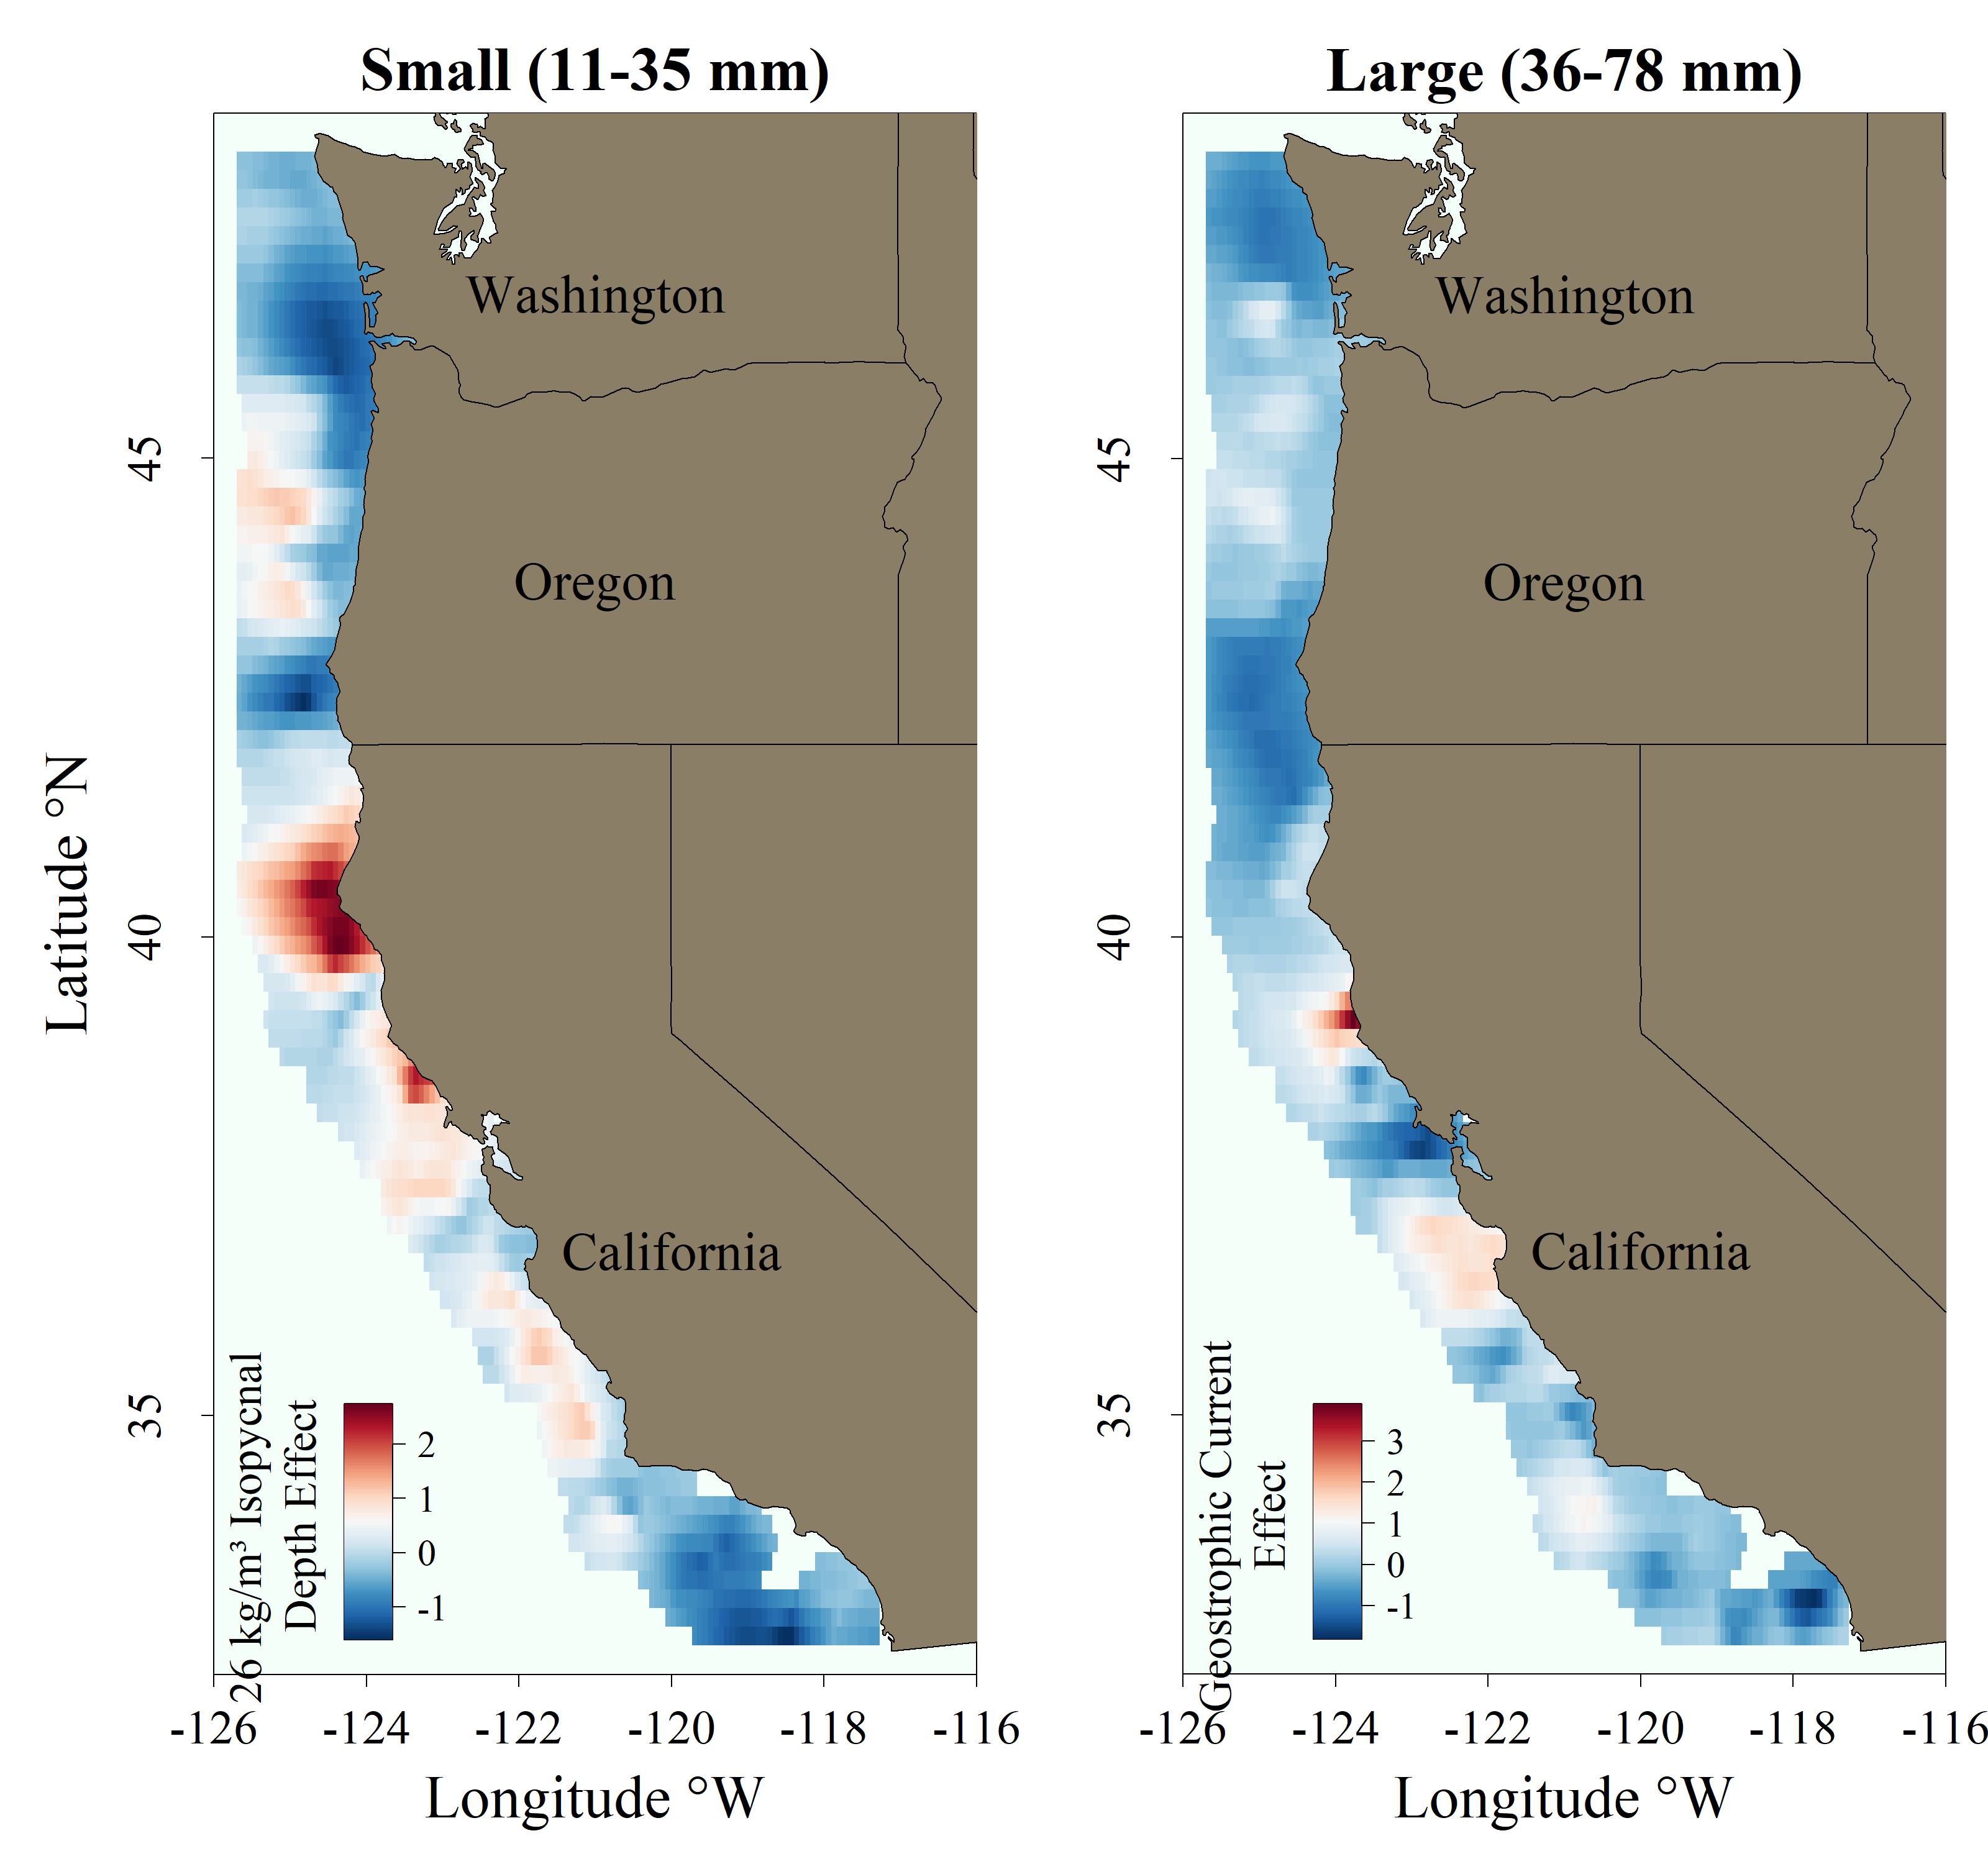 Small (11-35 mm)
Large (36-78 mm)
Washington
Oregon
California
Washington
Oregon
California
Latitude °N
45
40
35
45
40
35
26 kg/m³ Isopycnal
Depth Effect
2
1
0
-1
Geostrophic Current
Effect
3
2
1
0
-1
-126
-124
-122
-120
-118
-116
-126
-124
-122
-120
-118
-116
Longitude °W
Longitude °W